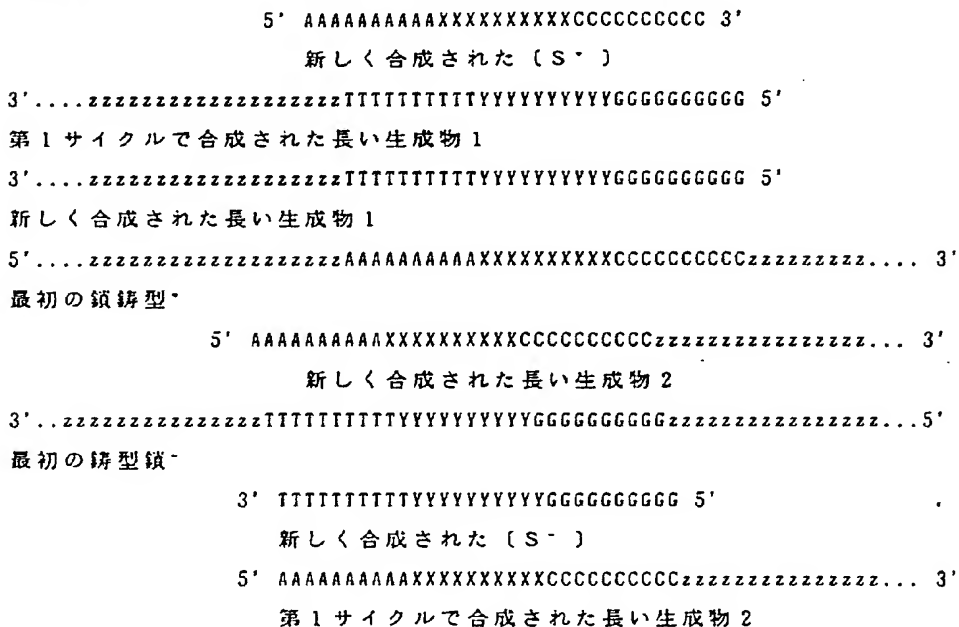 5' AAAAAAAAAAXXXXXXXXXXCCCCCCCCCC 3'
新しく合成された〔S⁺〕
3'....zzzzzzzzzzzzzzzzzzzTTTTTTTTTTYYYYYYYYYYGGGGGGGGGG 5'
第1サイクルで合成された長い生成物1
3'....zzzzzzzzzzzzzzzzzzzTTTTTTTTTTYYYYYYYYYYGGGGGGGGGG 5'
新しく合成された長い生成物1
5'....zzzzzzzzzzzzzzzzzzzAAAAAAAAAAXXXXXXXXXXCCCCCCCCCCzzzzzzzzz.... 3'
最初の鎖鋳型⁺
5' AAAAAAAAAAXXXXXXXXXXCCCCCCCCCCzzzzzzzzzzzzzzzz... 3'
新しく合成された長い生成物2
3'..zzzzzzzzzzzzzzzTTTTTTTTTTYYYYYYYYYYGGGGGGGGGGzzzzzzzzzzzzzzzz...5'
最初の鋳型鎖⁻
3' TTTTTTTTTTYYYYYYYYYYGGGGGGGGGG 5'
新しく合成された〔S⁻〕
5' AAAAAAAAAAXXXXXXXXXXCCCCCCCCCCzzzzzzzzzzzzzzz... 3'
第1サイクルで合成された長い生成物2